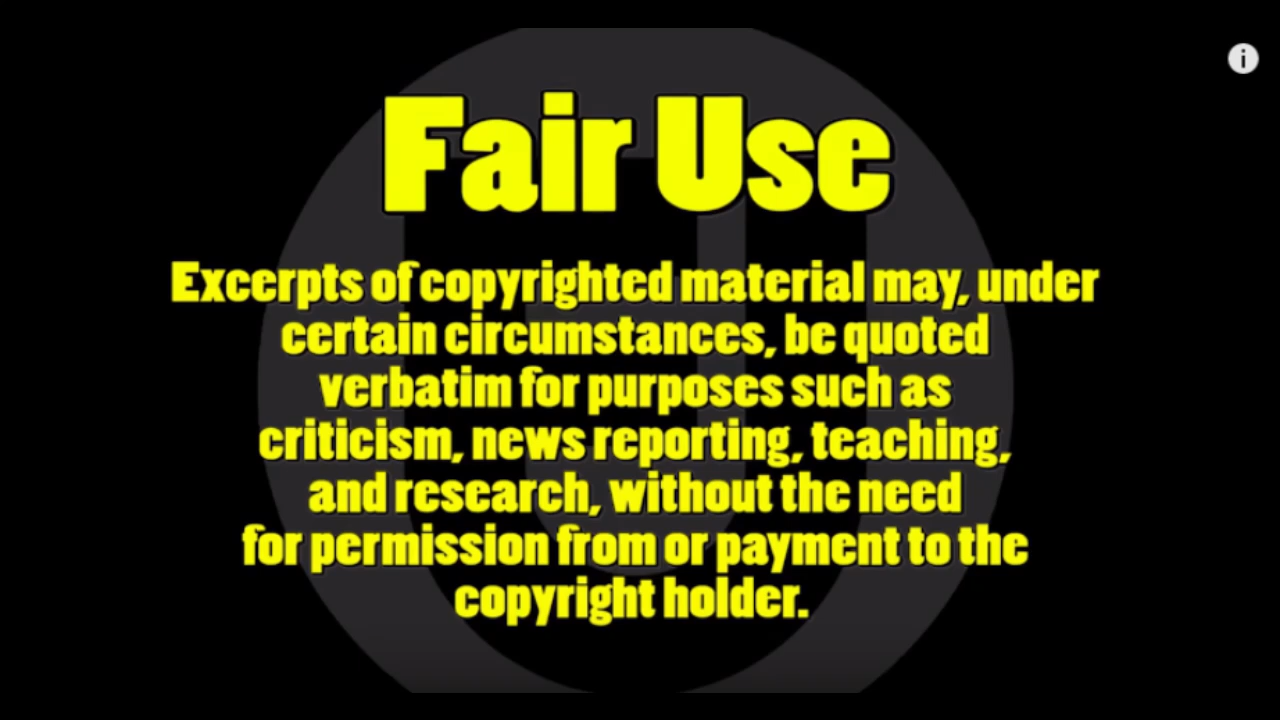 Fair Use
Excerpts of copyrighted material may, under
certain circumstances, be quoted
verbatim for purposes such as
criticism, news reporting, teaching,
and research, without the need
for permission from or payment to the
copyright holder.